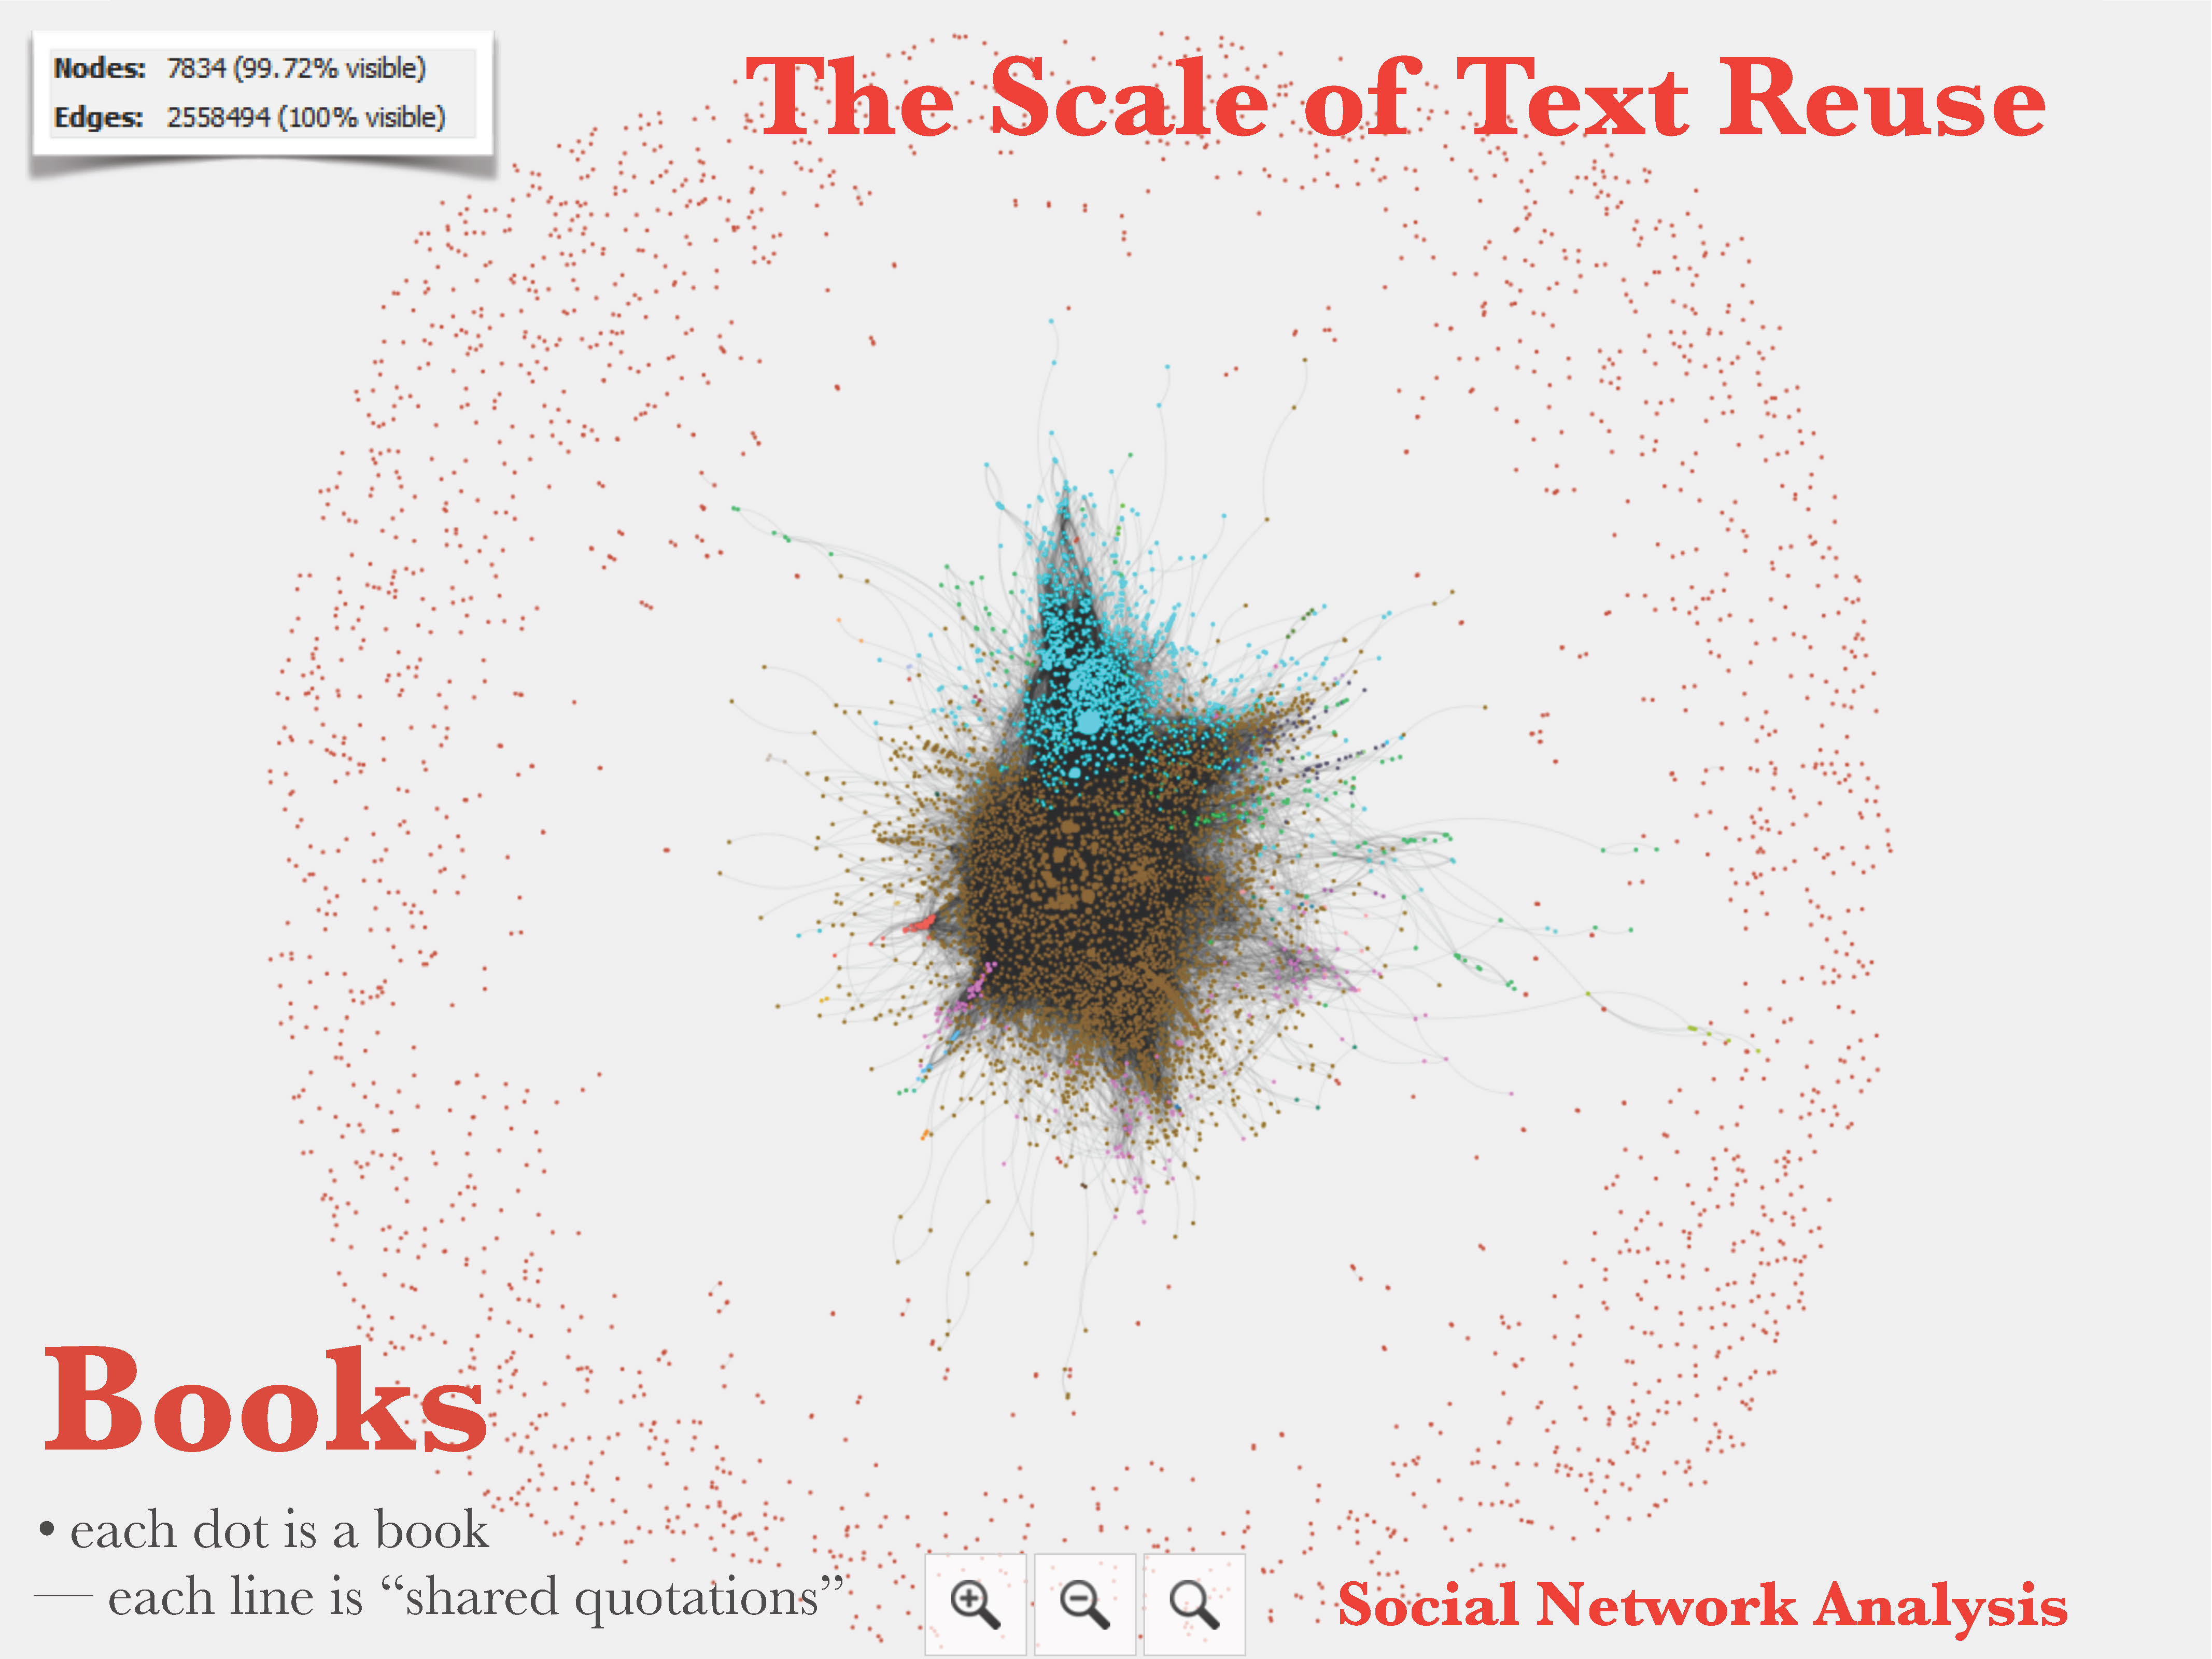 Nodes: 7834 (99.72% visible)
Edges: 2558494 (100% visible)
The Scale of Text Reuse
Books
• each dot is a book
— each line is “shared quotations”
Social Network Analysis